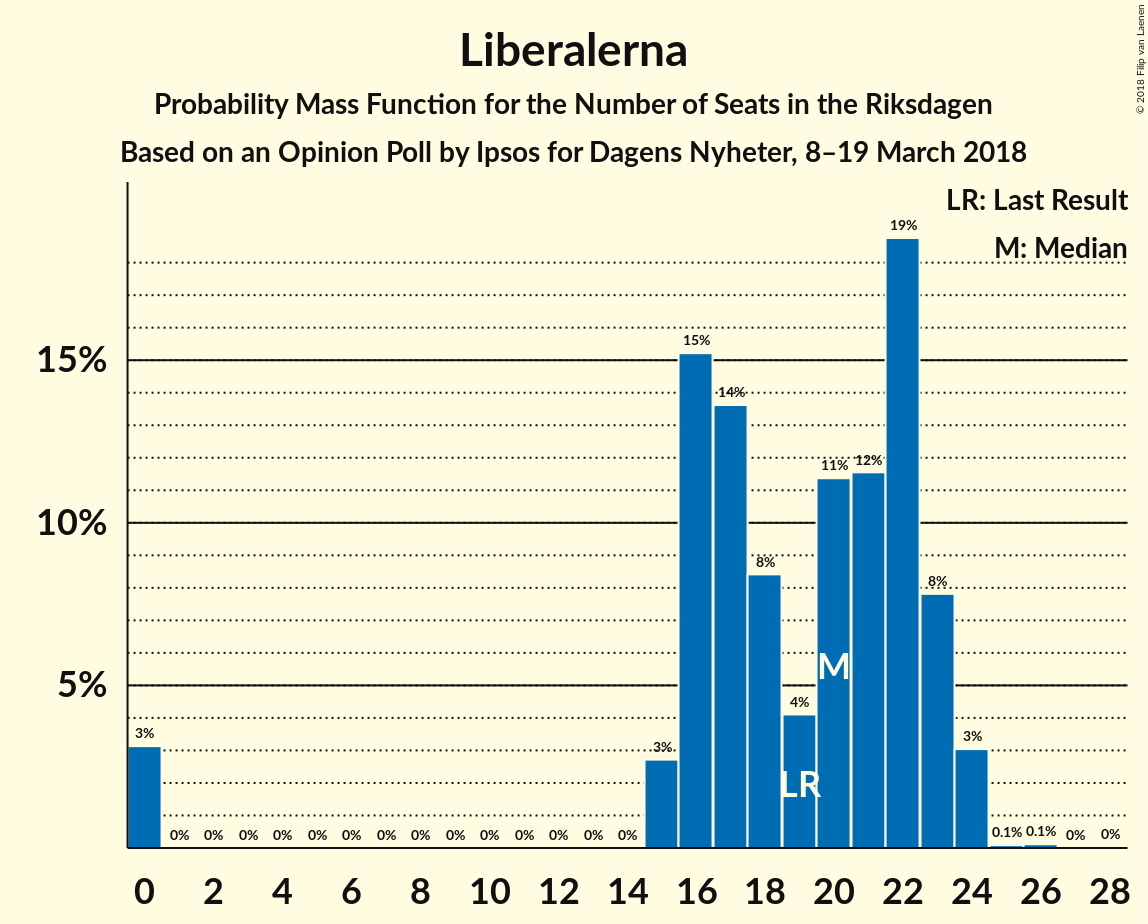 Liberalerna
Probability Mass Function for the Number of Seats in the Riksdagen
Based on an Opinion Poll by Ipsos for Dagens Nyheter, 8–19 March 2018
© 2018 Filip van Laenen
LR: Last Result
M: Median
15%
10%
5%
3% 0% 0% 0% 0% 0% 0% 0% 0% 0% 0% 0% 0% 0% 0% 3% 15% 14% 8% 4% 11% 12% 19% 8% 3% 0.1% 0.1% 0% 0%
M
LR
0 2 4 6 8 10 12 14 16 18 20 22 24 26 28